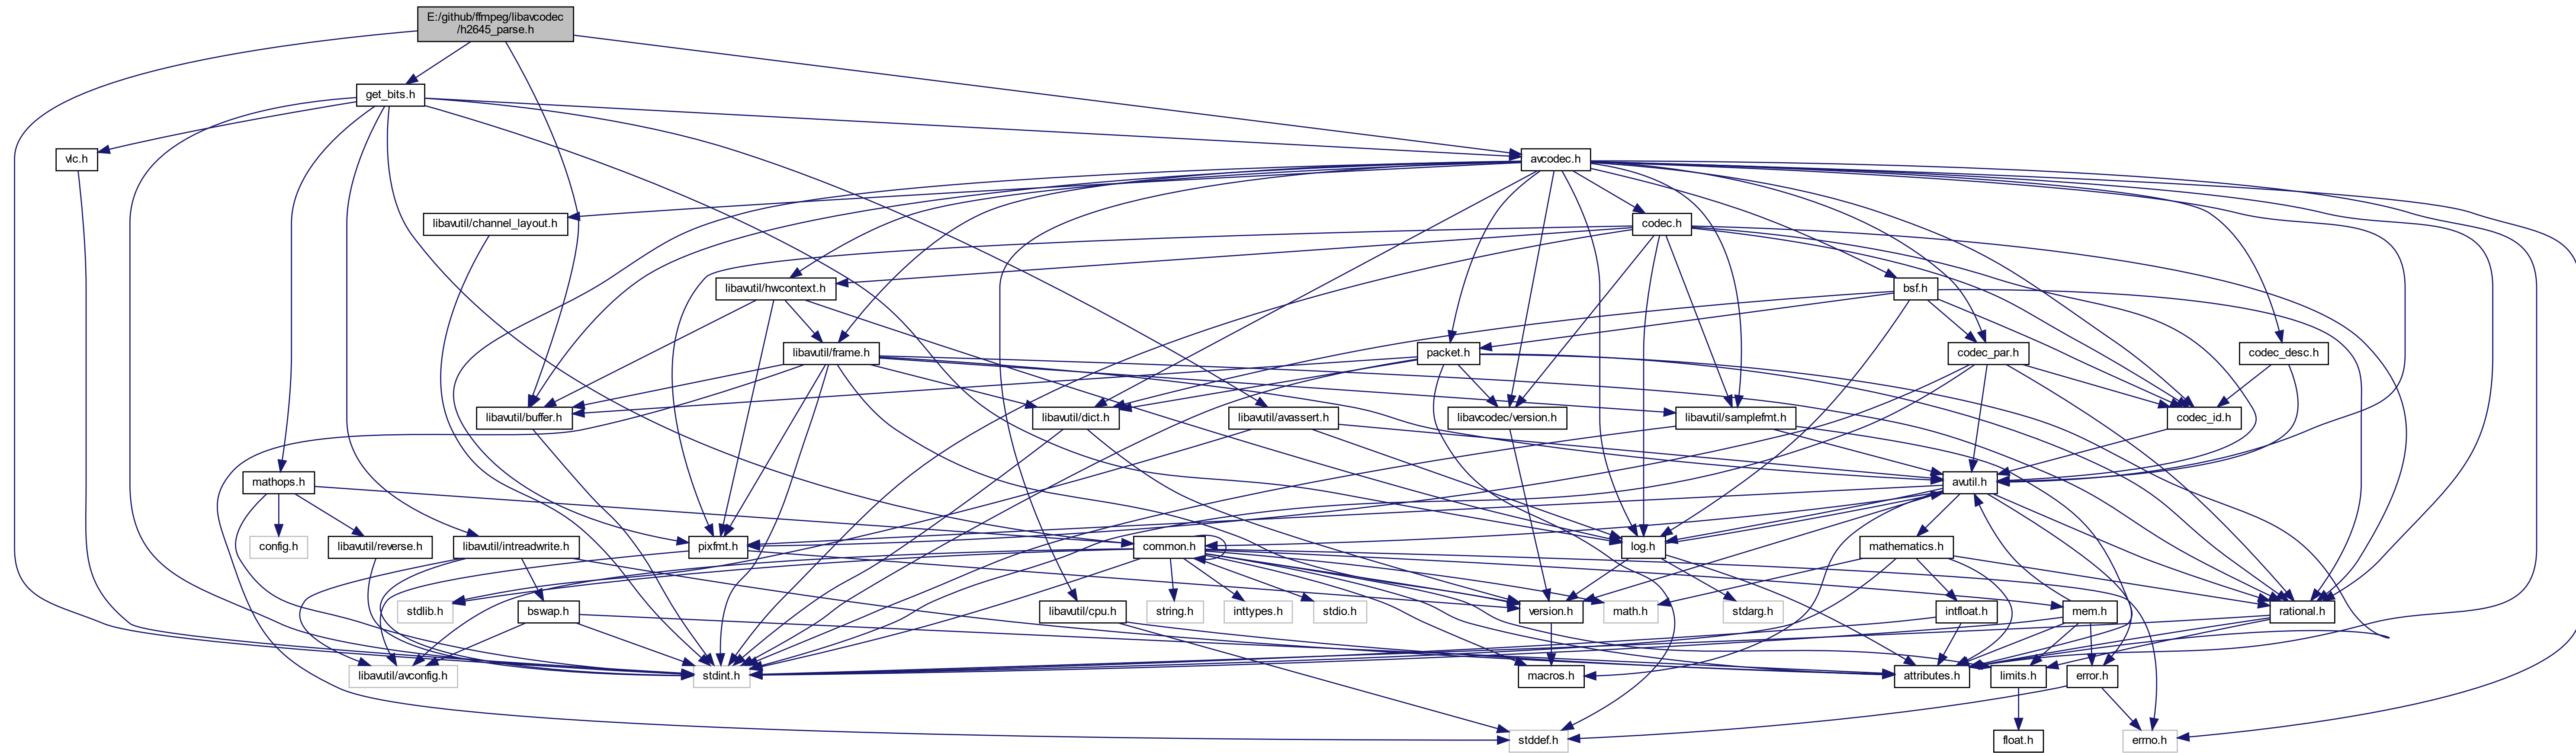 E:/github/ffmpeg/libavcodec
/h2645_parse.h
get_bits.h
vlc.h
avcodec.h
libavutil/channel_layout.h
codec.h
libavutil/hwcontext.h
bsf.h
libavutil/frame.h
packet.h
codec_par.h
codec_desc.h
libavutil/buffer.h
libavutil/dict.h
libavutil/avassert.h
libavcodec/version.h
libavutil/samplefmt.h
codec_id.h
mathops.h
avutil.h
config.h
libavutil/reverse.h
libavutil/intreadwrite.h
pixfmt.h
common.h
log.h
mathematics.h
stdlib.h
bswap.h
libavutil/cpu.h
string.h
inttypes.h
stdio.h
version.h
math.h
stdarg.h
intfloat.h
mem.h
rational.h
libavutil/avconfig.h
stdint.h
macros.h
attributes.h
limits.h
error.h
stddef.h
float.h
errno.h